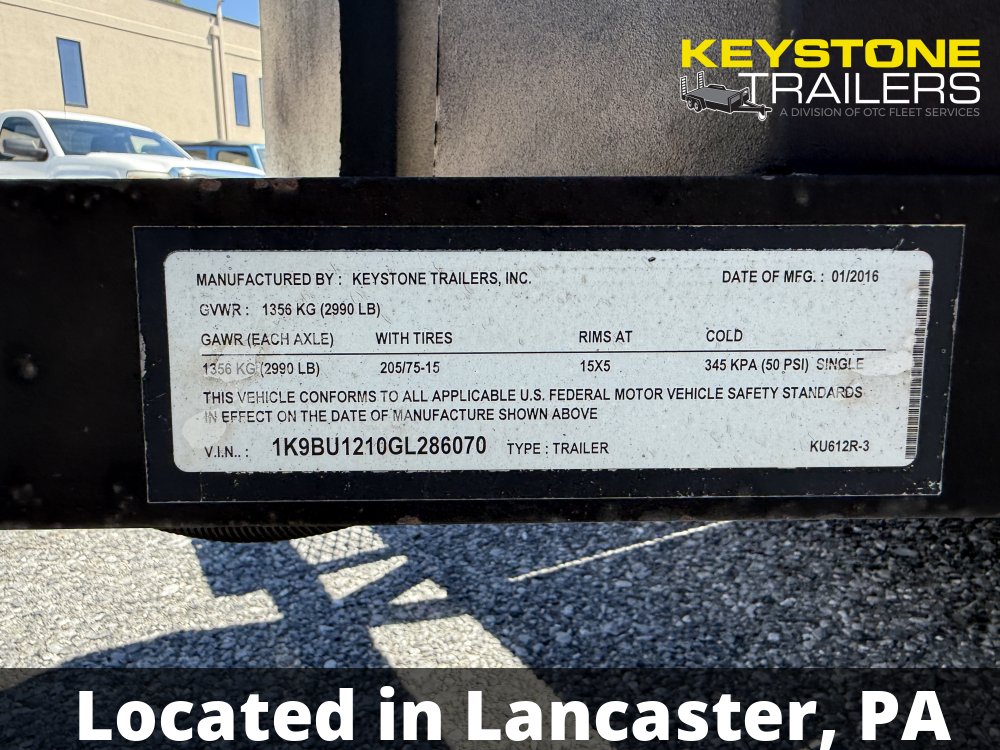 KEYSTONE
TRAILERS
A DIVISION OF OTC FLEET SERVICES
MANUFACTURED BY : KEYSTONE TRAILERS, INC. DATE OF MFG. : 01/2016
GVWR : 1356 KG (2990 LB)
GAWR (EACH AXLE) WITH TIRES RIMS AT COLD
1356 KG (2990 LB) 205/75-15 15X5 345 KPA (50 PSI) SINGLE
THIS VEHICLE CONFORMS TO ALL APPLICABLE U.S. FEDERAL MOTOR VEHICLE SAFETY STANDARDS
IN EFFECT ON THE DATE OF MANUFACTURE SHOWN ABOVE
V.I.N.. : 1K9BU1210GL286070 TYPE : TRAILER KU612R-3
Located in Lancaster, PA